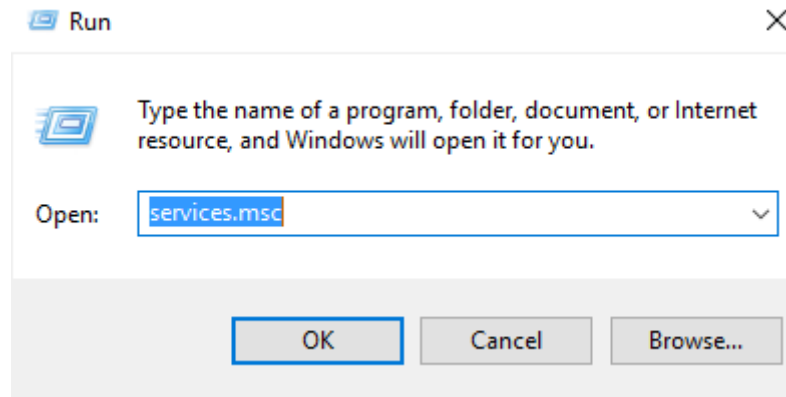 Run
Type the name of a program, folder, document, or Internet
resource, and Windows will open it for you.
Open: services.msc
OK Cancel Browse...